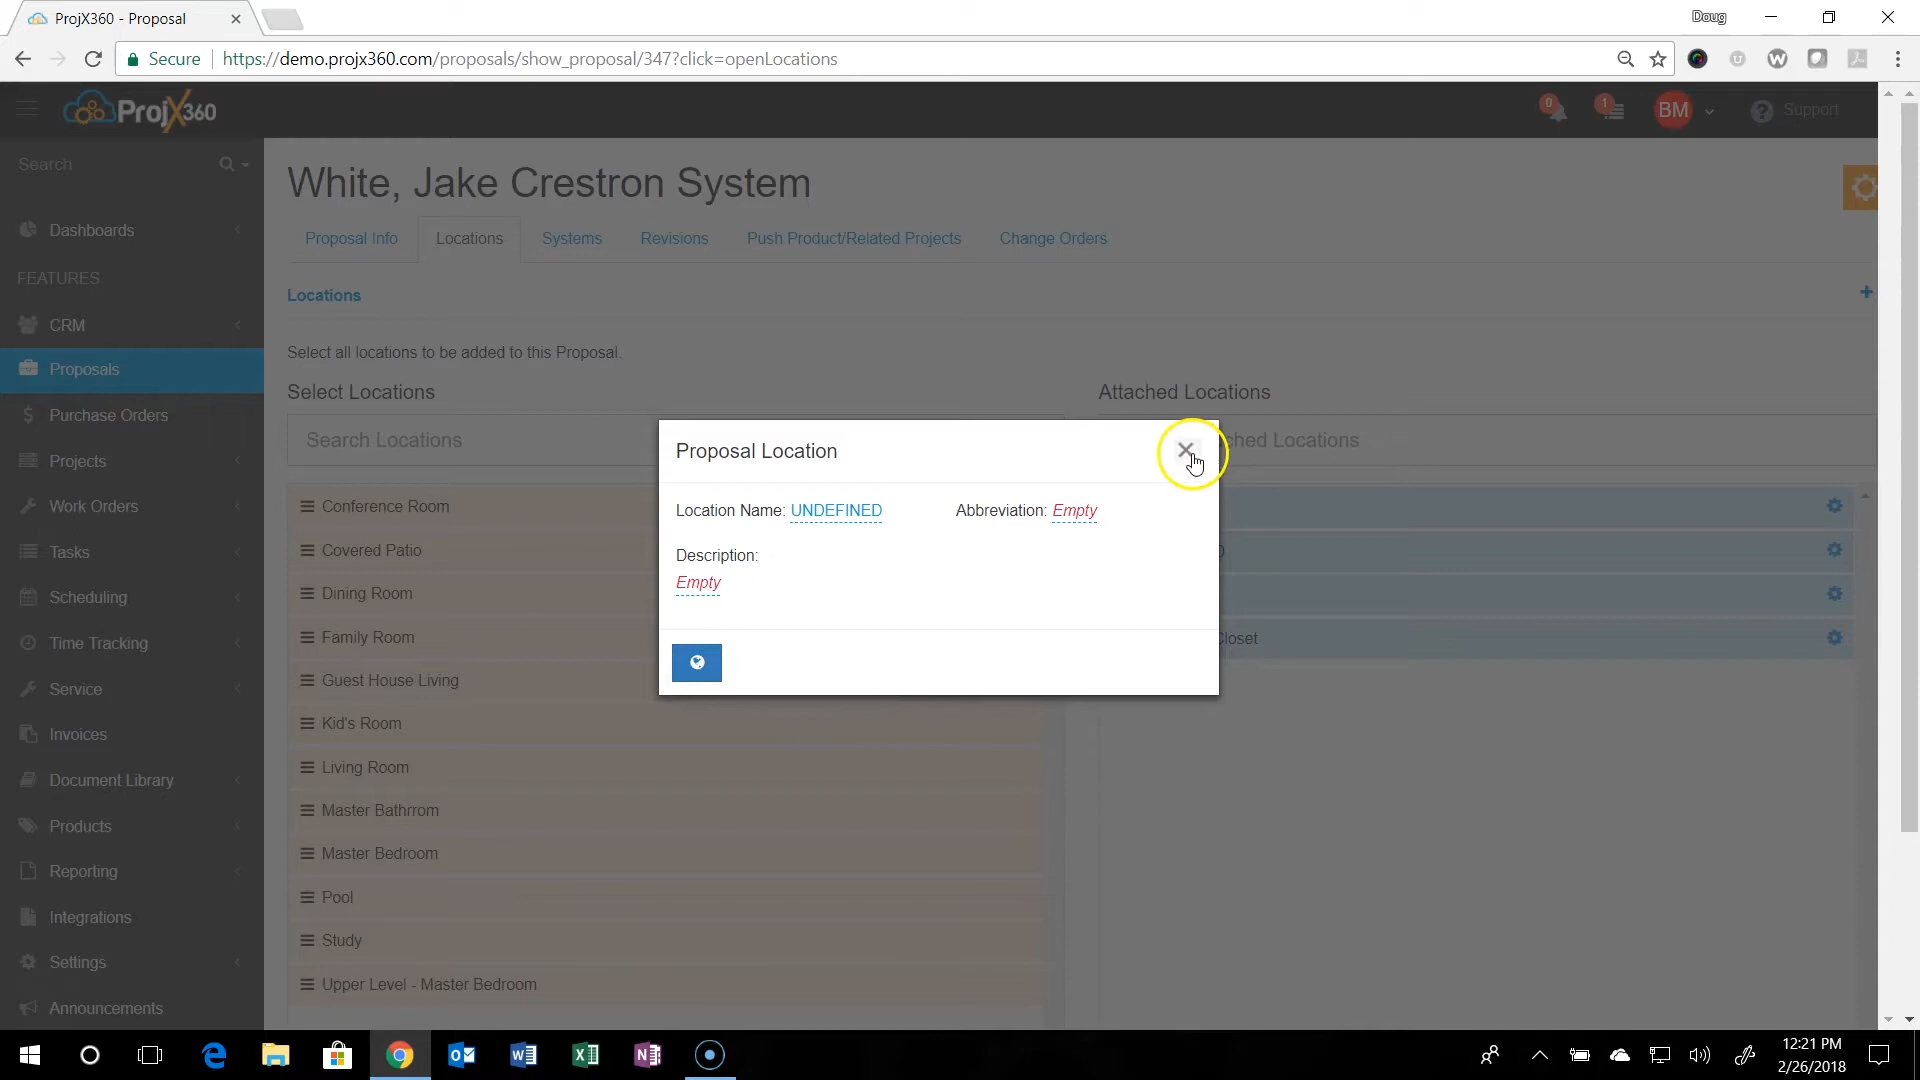 ProjX360 - Proposal
Doug
Secure
https://demo.projx360.com/proposals/show_proposal/347?click=openLocations
ProjX360
0
1
BM
Support
Search
White, Jake Crestron System
Dashboards
Proposal Info
Locations
Systems
Revisions
Push Product/Related Projects
Change Orders
FEATURES
Locations
CRM
Select all locations to be added to this Proposal.
Proposals
Select Locations
Attached Locations
Purchase Orders
Search Locations
ched Locations
Proposal Location
Projects
Work Orders
Conference Room
Location Name: UNDEFINED
Abbreviation: Empty
Tasks
Covered Patio
Description:
Empty
Scheduling
Dining Room
Time Tracking
Family Room
Closet
Service
Guest House Living
Invoices
Kid's Room
Document Library
Living Room
Products
Master Bathrrom
Reporting
Master Bedroom
Integrations
Pool
Settings
Study
Announcements
Upper Level - Master Bedroom
12:21 PM
2/26/2018